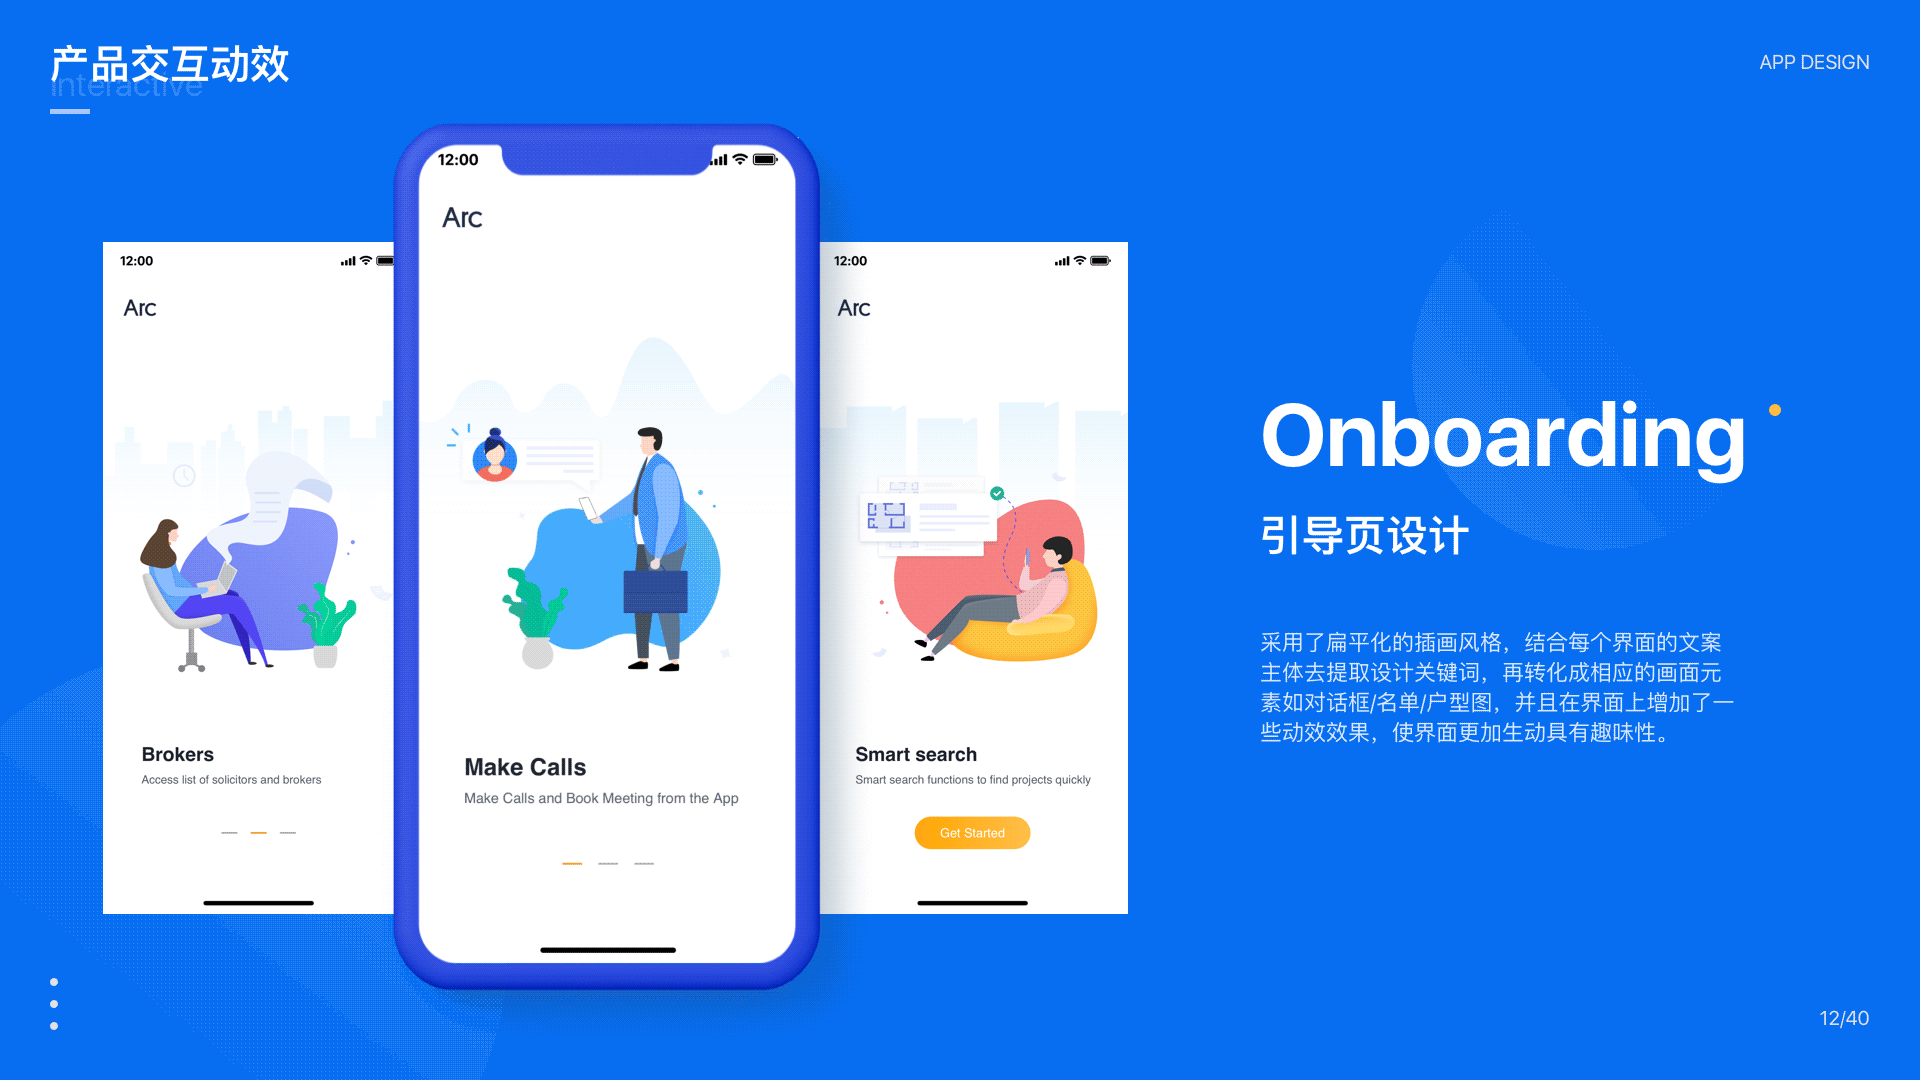 产品交互动效
interactive
APP DESIGN
12:00
Arc
Brokers
Access list of solicitors and brokers
12:00
Arc
Make Calls
Make Calls and Book Meeting from the App
12:00
Arc
Smart search
Smart search functions to find projects quickly
Get Started
Onboarding
引导页设计
采用了扁平化的插画风格，结合每个界面的文案
主体去提取设计关键词，再转化成相应的画面元
素如对话框/名单/户型图，并且在界面上增加了一
些动效效果，使界面更加生动具有趣味性。
12/40